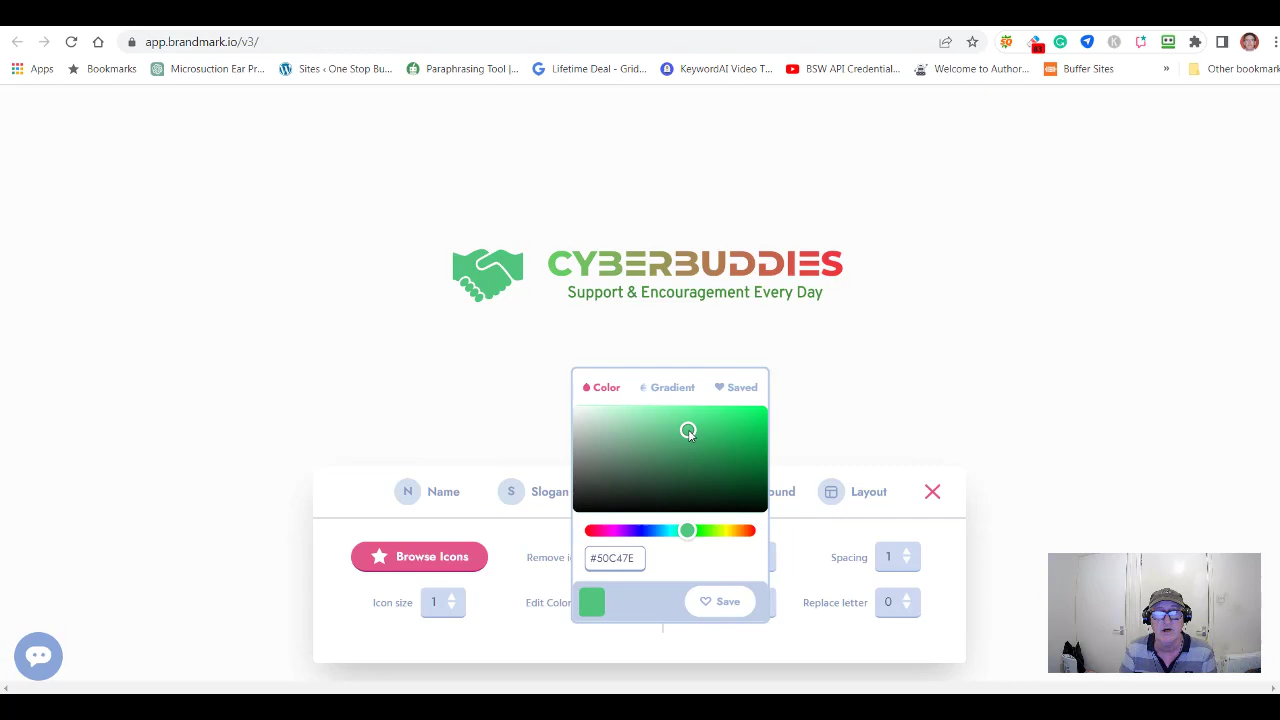 app.brandmark.io/v3/
83
Apps
Bookmarks
Microsuction Ear Pr...
Sites ‹ One Stop Bu...
Paraphrasing Tool |...
Lifetime Deal - Grid...
KeywordAI Video T...
BSW API Credential...
Welcome to Author...
Buffer Sites
»
Other bookmark
CYBERBUDDIES
Support & Encouragement Every Day
Color
Gradient
Saved
N Name
S Slogan
ound
Layout
Browse Icons
Remove i
#50C47E
Spacing
1
Icon size
1
Edit Color
Save
Replace letter
0